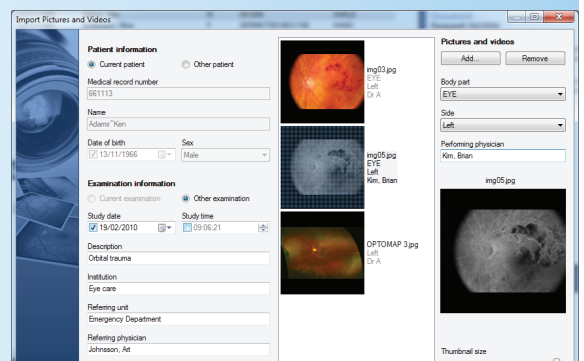 Import Pictures and Videos
Patient information
Current patient
Other patient
Medical record number
661113
Name
Adams^Ken
Date of birth
Sex
13/11/1966
Male
Examination information
Current examination
Other examination
Study date
Study time
19/02/2010
09:06:21
Description
Orbital trauma
Institution
Eye care
Referring unit
Emergency Department
Referring physician
Johnsson, Art
img03.jpg
EYE
Left
Dr A
img05.jpg
EYE
Left
Kim, Brian
OPTOMAP 3.jpg
Left
Dr A
Pictures and videos
Add...
Remove
Body part
EYE
Side
Left
Performing physician
Kim, Brian
img05.jpg
Thumbnail size